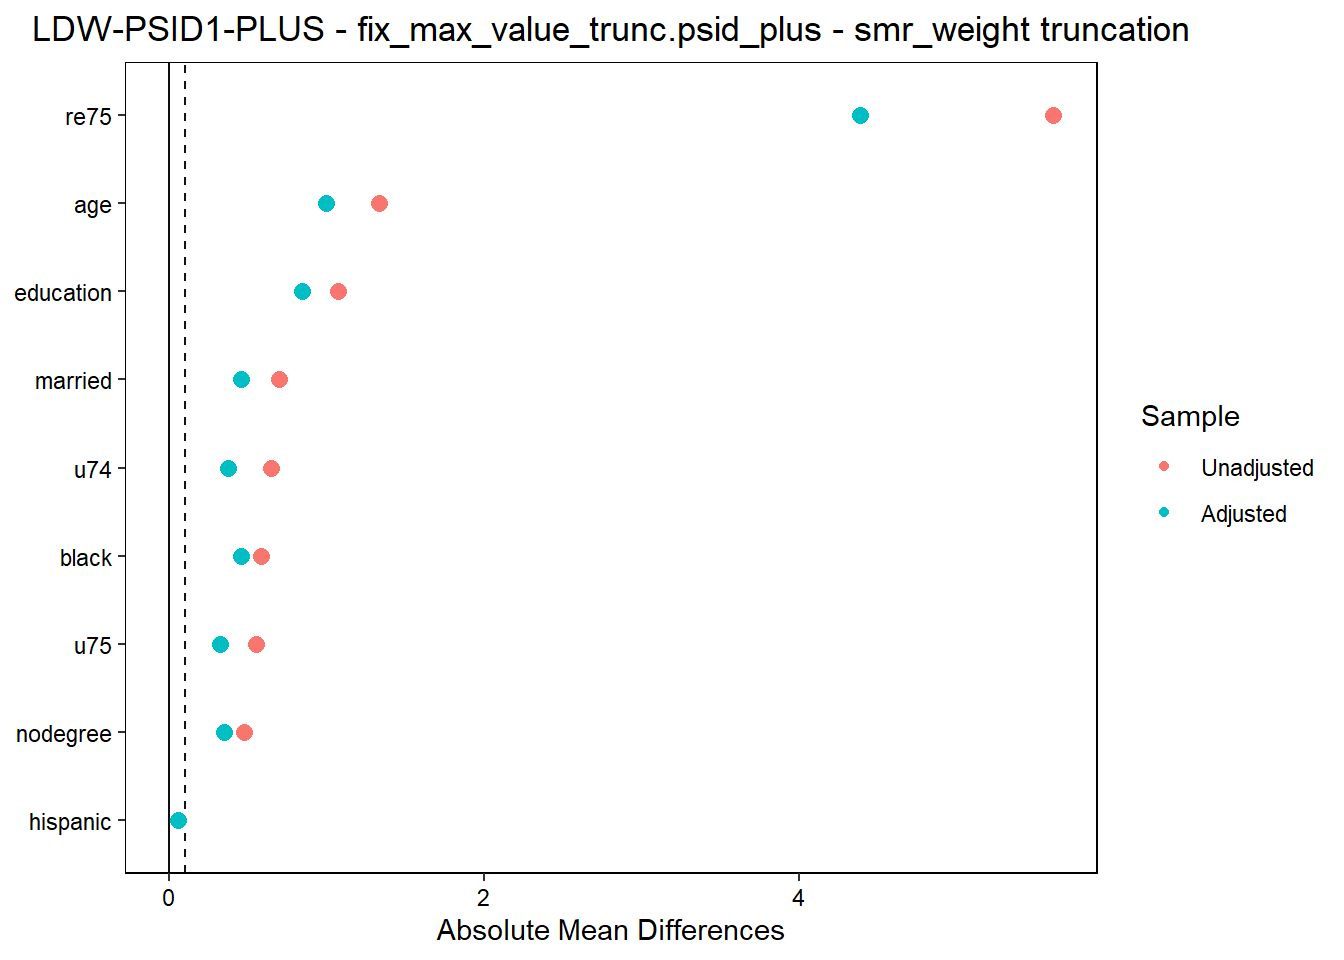 LDW-PSID1-PLUS - fix_max_value_trunc.psid_plus - smr_weight truncation
re75
age
education
married
u74
black
u75
nodegree
hispanic
0 2 4
Absolute Mean Differences
Sample
Unadjusted
Adjusted